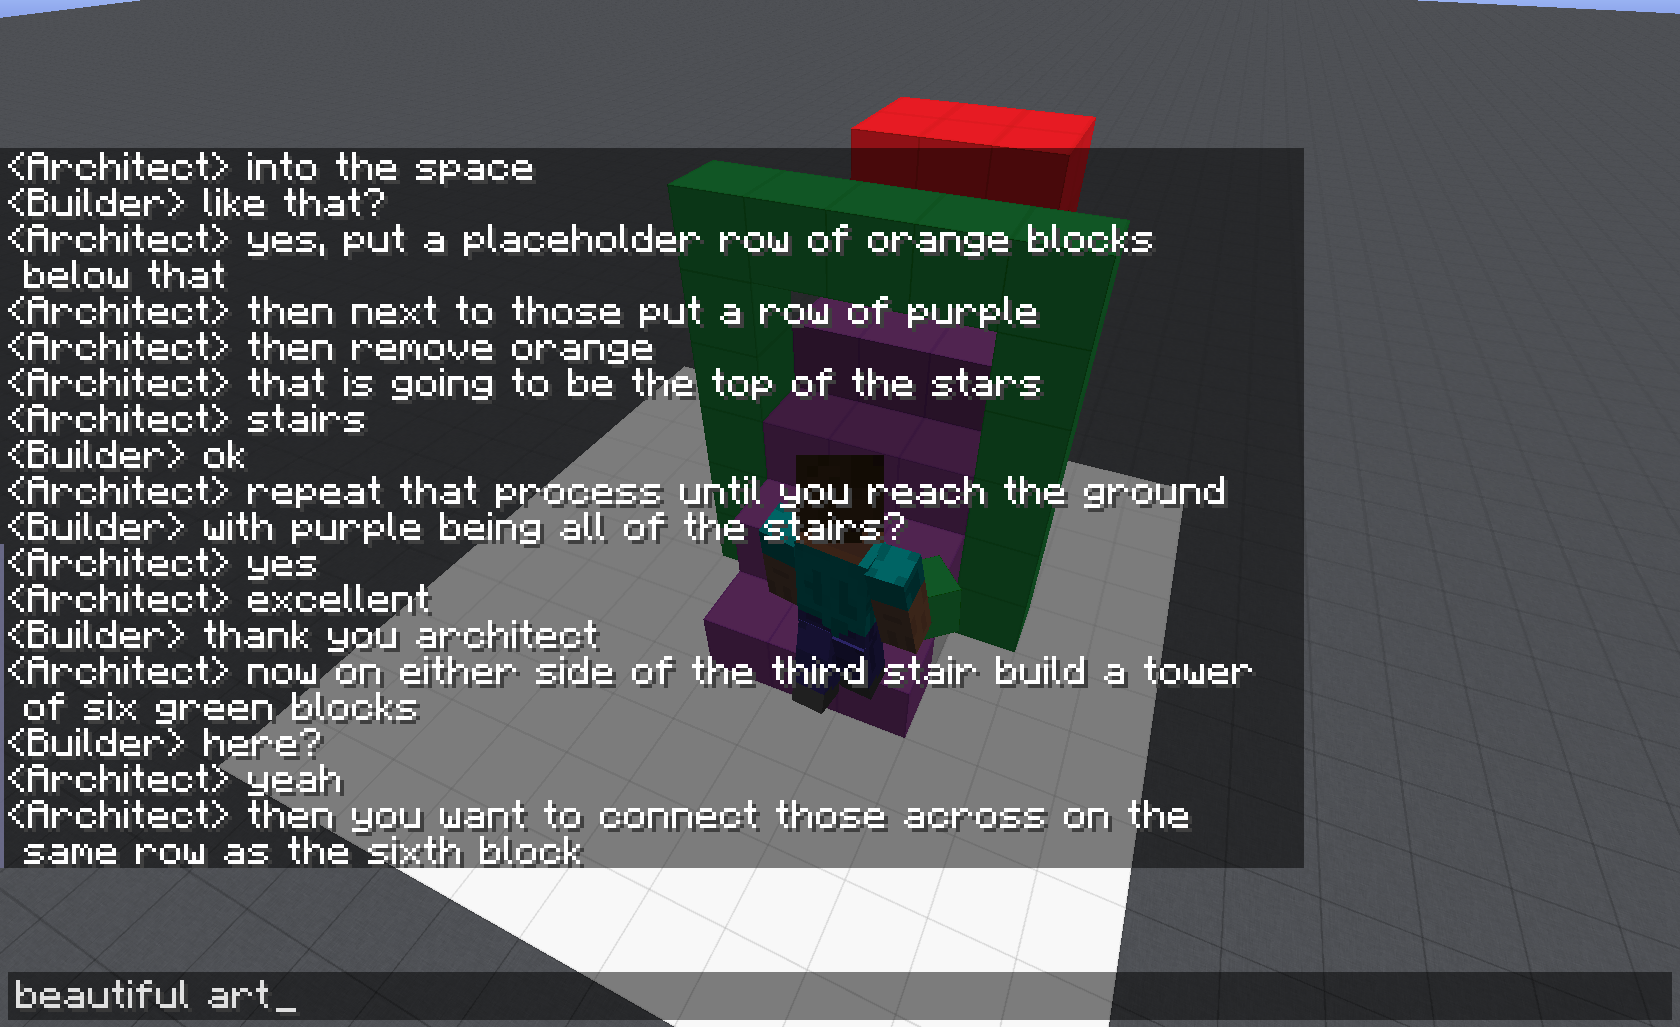 <Architect> into the space
<Builder> like that?
<Architect> yes, put a placeholder row of orange blocks
below that
<Architect> then next to those put a row of purple
<Architect> then remove orange
<Architect> that is going to be the top of the stars
<Architect> stairs
<Builder> ok
<Architect> repeat that process until you reach the ground
<Builder> with purple being all of the stairs?
<Architect> yes
<Architect> excellent
<Builder> thank you architect
<Architect> now on either side of the third stair build a tower
of six green blocks
<Builder> here?
<Architect> yeah
<Architect> then you want to connect those across on the
same row as the sixth block
beautiful art_